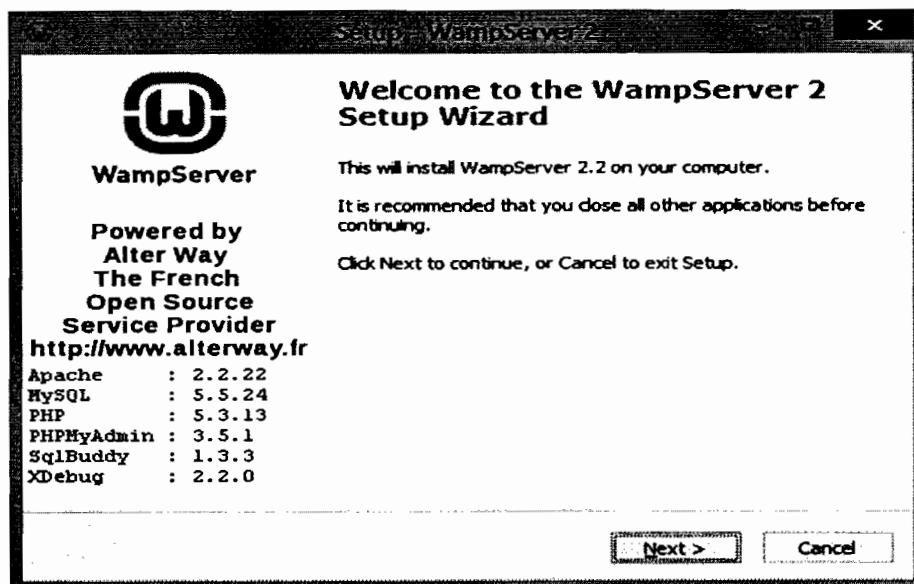 Setup - WampServer 2
WampServer
Powered by
Alter Way
The French
Open Source
Service Provider
http://www.alterway.fr
Apache : 2.2.22
MySQL : 5.5.24
PHP : 5.3.13
PHPMyAdmin : 3.5.1
SqlBuddy : 1.3.3
XDebug : 2.2.0
Welcome to the WampServer 2
Setup Wizard
This will install WampServer 2.2 on your computer.
It is recommended that you close all other applications before
continuing.
Click Next to continue, or Cancel to exit Setup.
Next >
Cancel